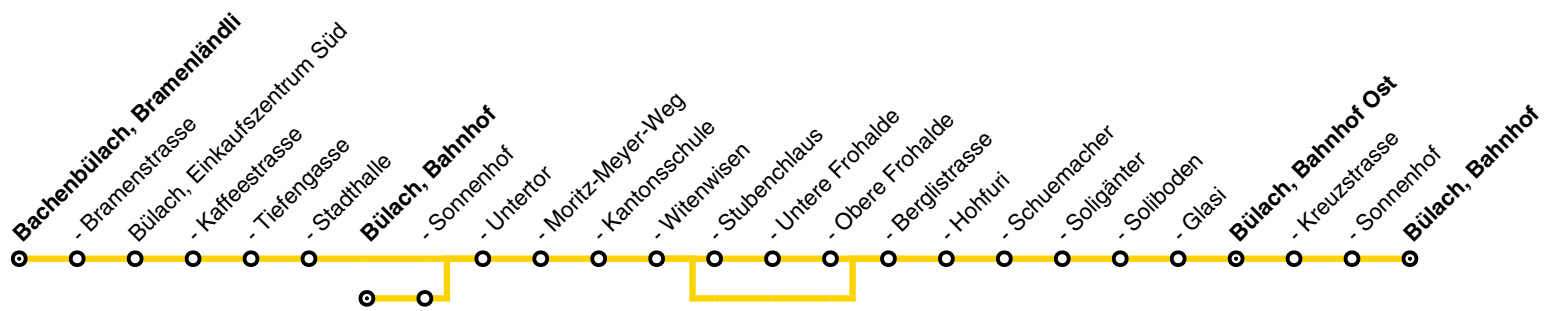 Bachenbülach, Bramenländli
- Bramenstrasse
Bülach, Einkaufszentrum Süd
- Kaffeestrasse
- Tiefengasse
- Stadthalle
Bülach, Bahnhof
- Sonnenhof
- Untertor
- Moritz-Meyer-Weg
- Kantonsschule
- Witenwisen
- Stubenchlaus
- Untere Frohalde
- Obere Frohalde
- Berglistrasse
- Hohfuri
- Schuemacher
- Soligänter
- Soliboden
- Glasi
Bülach, Bahnhof Ost
- Kreuzstrasse
- Sonnenhof
Bülach, Bahnhof